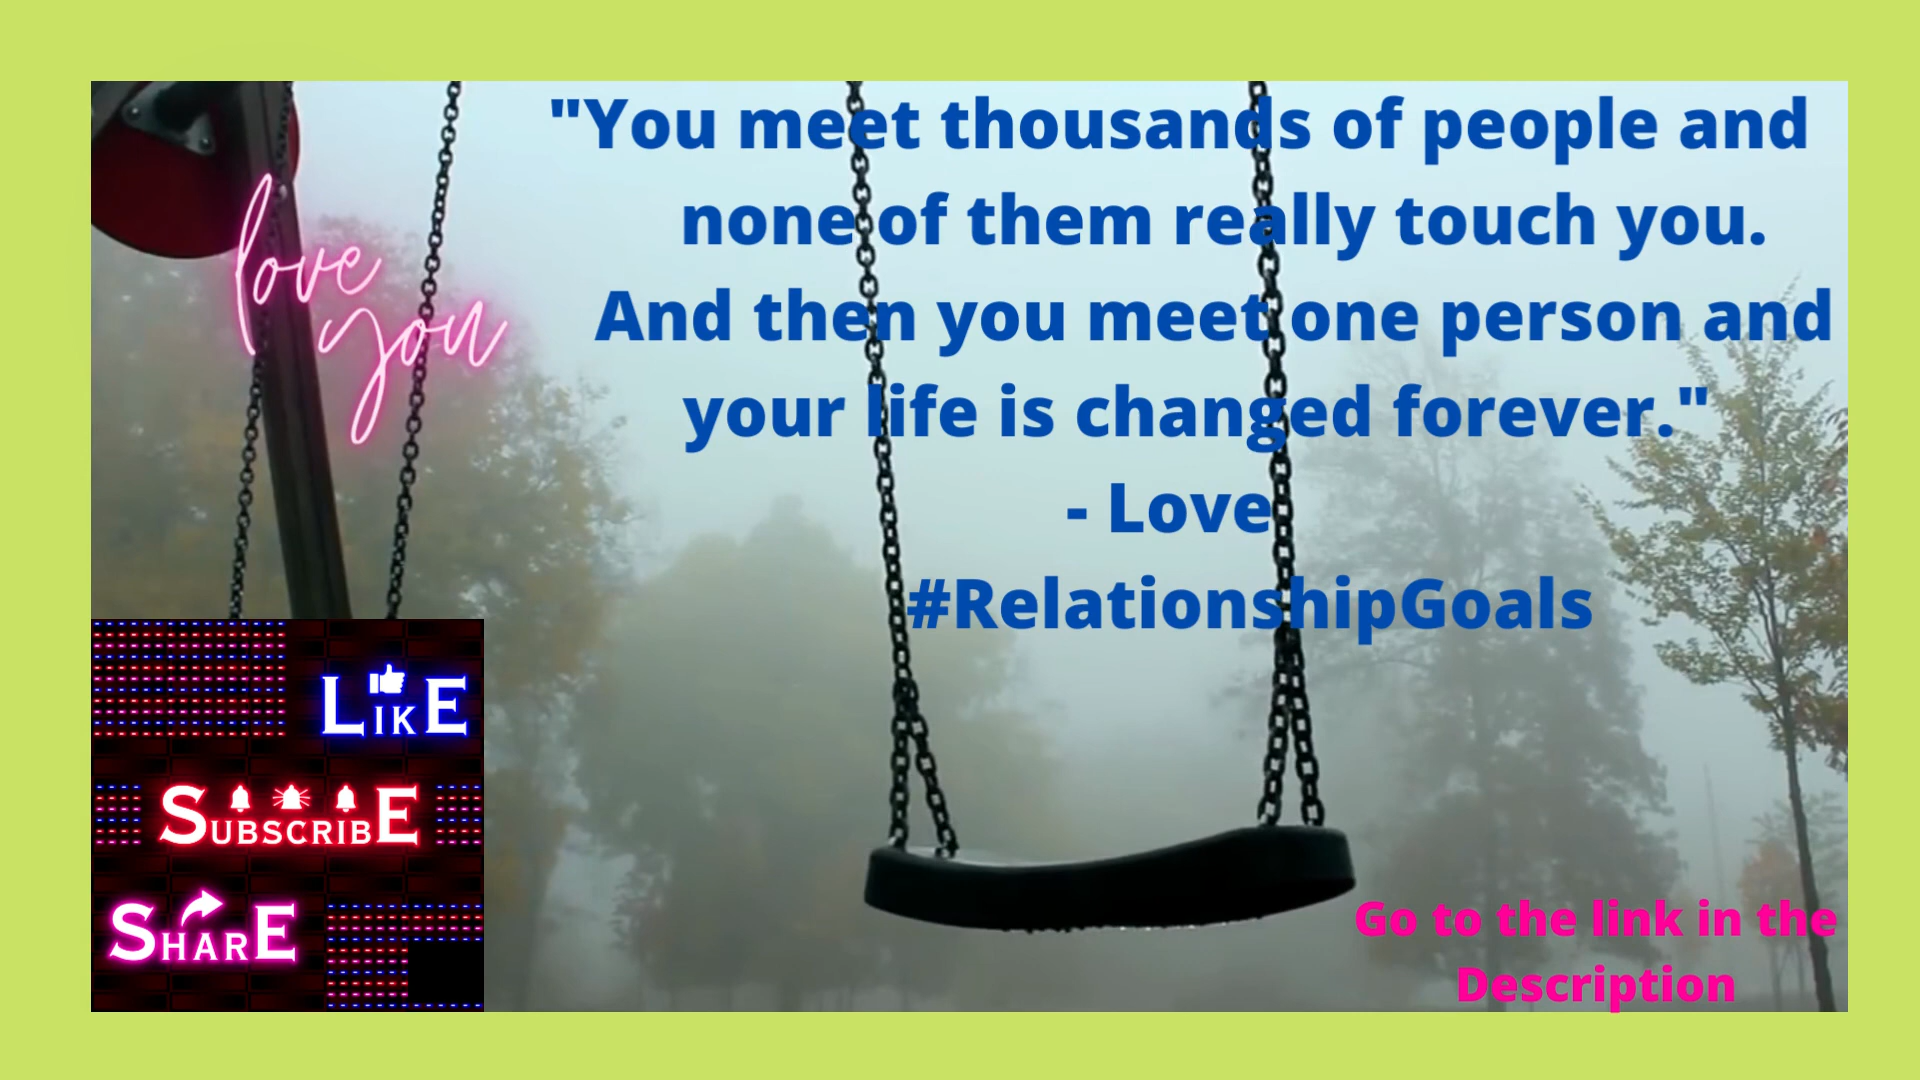 "You meet thousands of people and
none of them really touch you.
And then you meet one person and
your life is changed forever."
- Love
#RelationshipGoals
love
you
LIKE
SUBSCRIBE
SHARE
Go to the link in the
Description